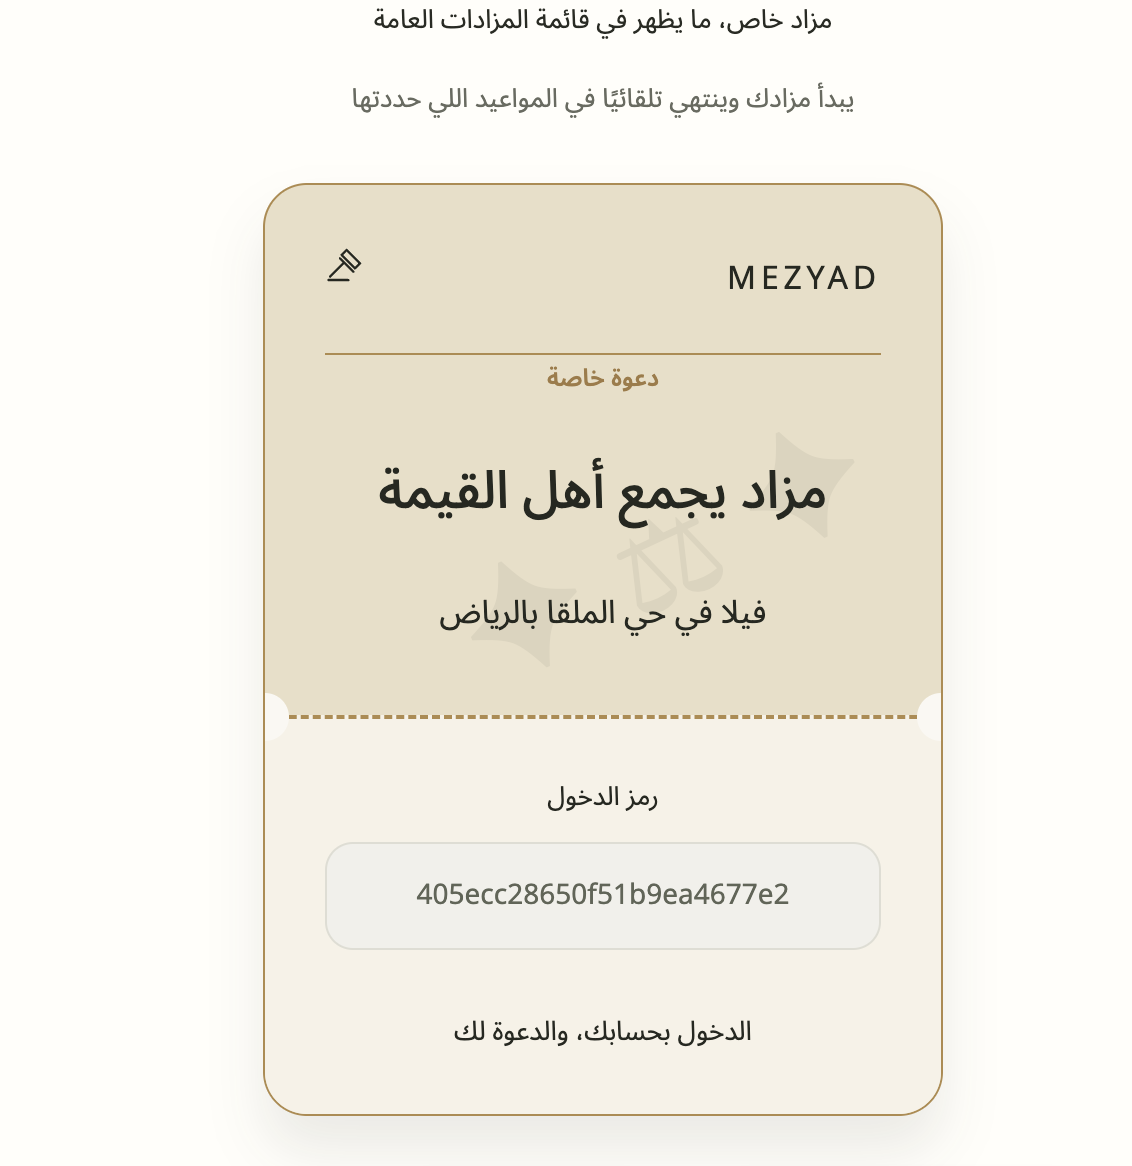 مزاد خاص، ما يظهر في قائمة المزادات العامة
يبدأ مزادك وينتهي تلقائيًا في المواعيد اللي حددتها
MEZYAD
دعوة خاصة
مزاد يجمع أهل القيمة
فيلا في حي الملقا بالرياض
رمز الدخول
405ecc28650f51b9ea4677e2
الدخول بحسابك، والدعوة لك